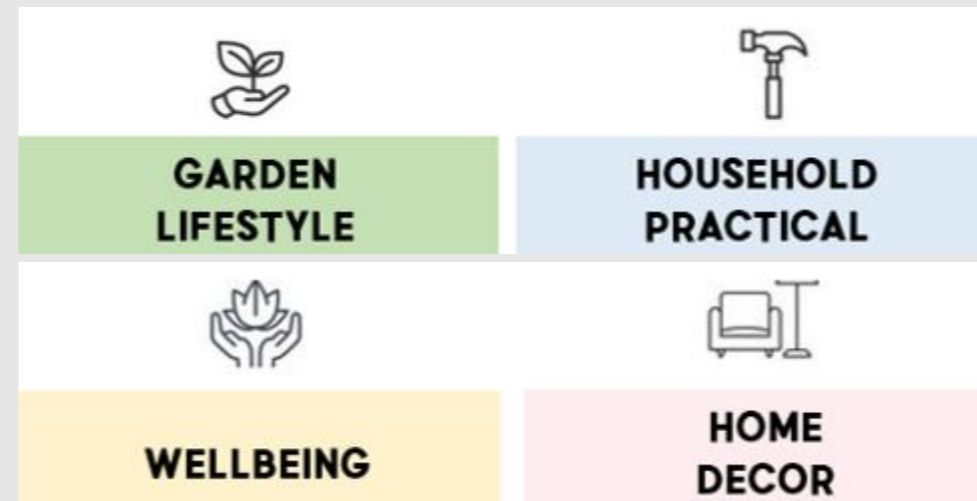 GARDEN
LIFESTYLE
HOUSEHOLD
PRACTICAL
WELLBEING
HOME
DECOR